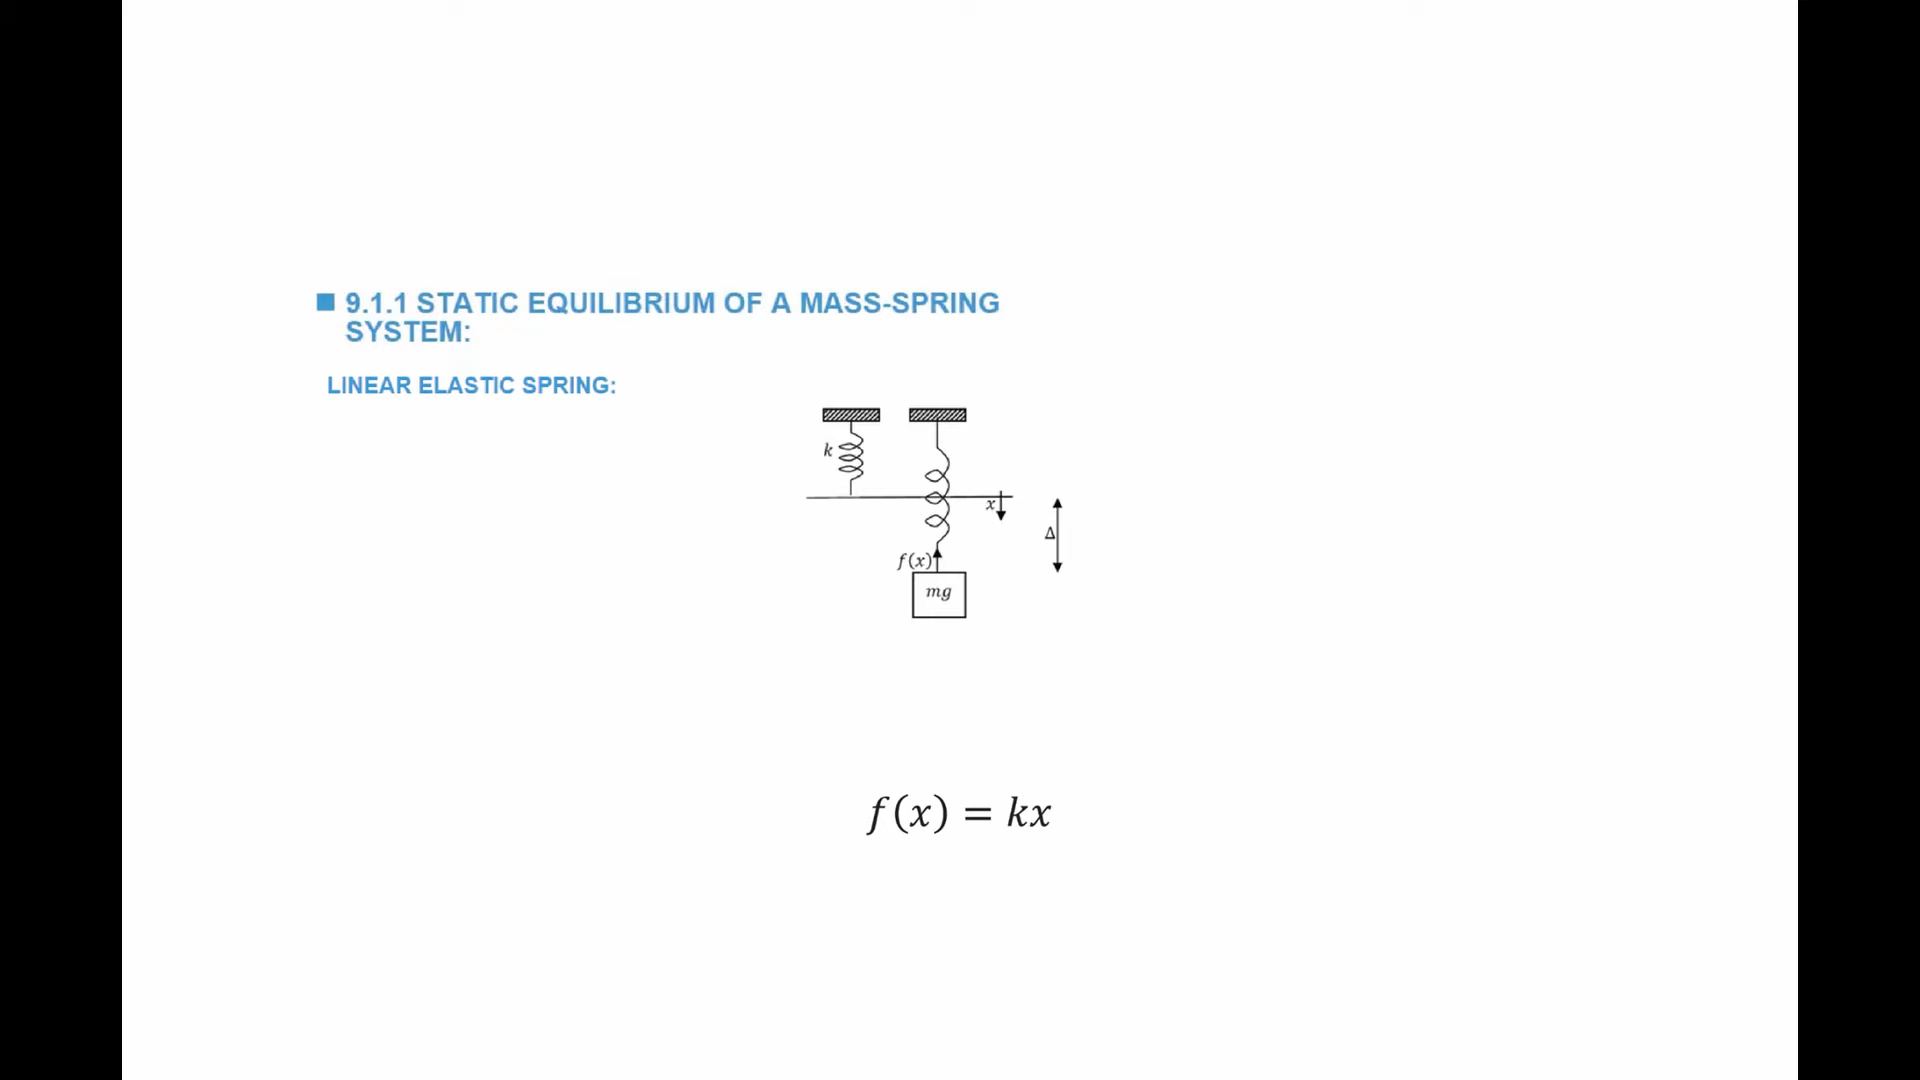 9.1.1 STATIC EQUILIBRIUM OF A MASS-SPRING
SYSTEM:
LINEAR ELASTIC SPRING:
k
x
Δ
f(x)
mg
f(x) = kx